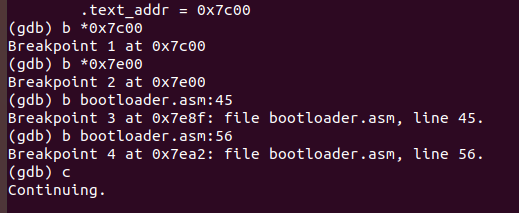 .text_addr = 0x7c00
(gdb) b *0x7c00
Breakpoint 1 at 0x7c00
(gdb) b *0x7e00
Breakpoint 2 at 0x7e00
(gdb) b bootloader.asm:45
Breakpoint 3 at 0x7e8f: file bootloader.asm, line 45.
(gdb) b bootloader.asm:56
Breakpoint 4 at 0x7ea2: file bootloader.asm, line 56.
(gdb) c
Continuing.